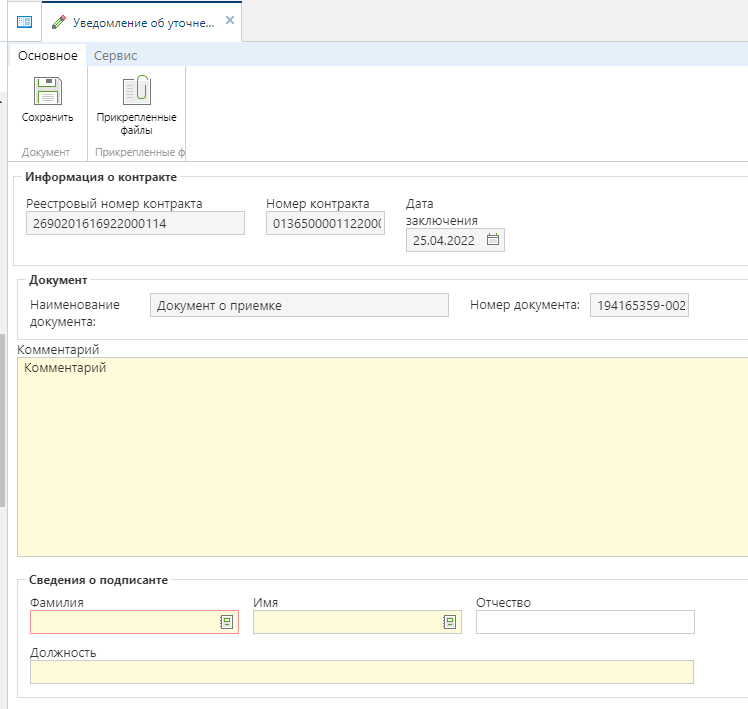 Уведомление об уточне...
Основное Сервис
Сохранить
Прикрепленные
файлы
Документ Прикрепленные ф
Информация о контракте
Реестровый номер контракта
Номер контракта
Дата
заключения
2690201616922000114
01365000011220000
25.04.2022
Документ
Наименование
документа:
Документ о приемке
Номер документа:
194165359-002
Комментарий
Комментарий
Сведения о подписанте
Фамилия
Имя
Отчество
Должность